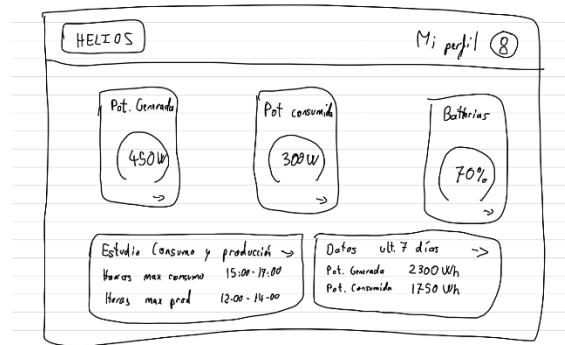 HELIOS
Mi perfil
Pot. Generada
450W
Pot consumida
300W
Batterias
70%
Estudio Consumo y producción
Horas max consumo 15:00-17:00
Horas max prod 12:00-14:00
Datos ult. 7 días
Pot. Generada 2300 Wh
Pot. Consumida 1750 Wh